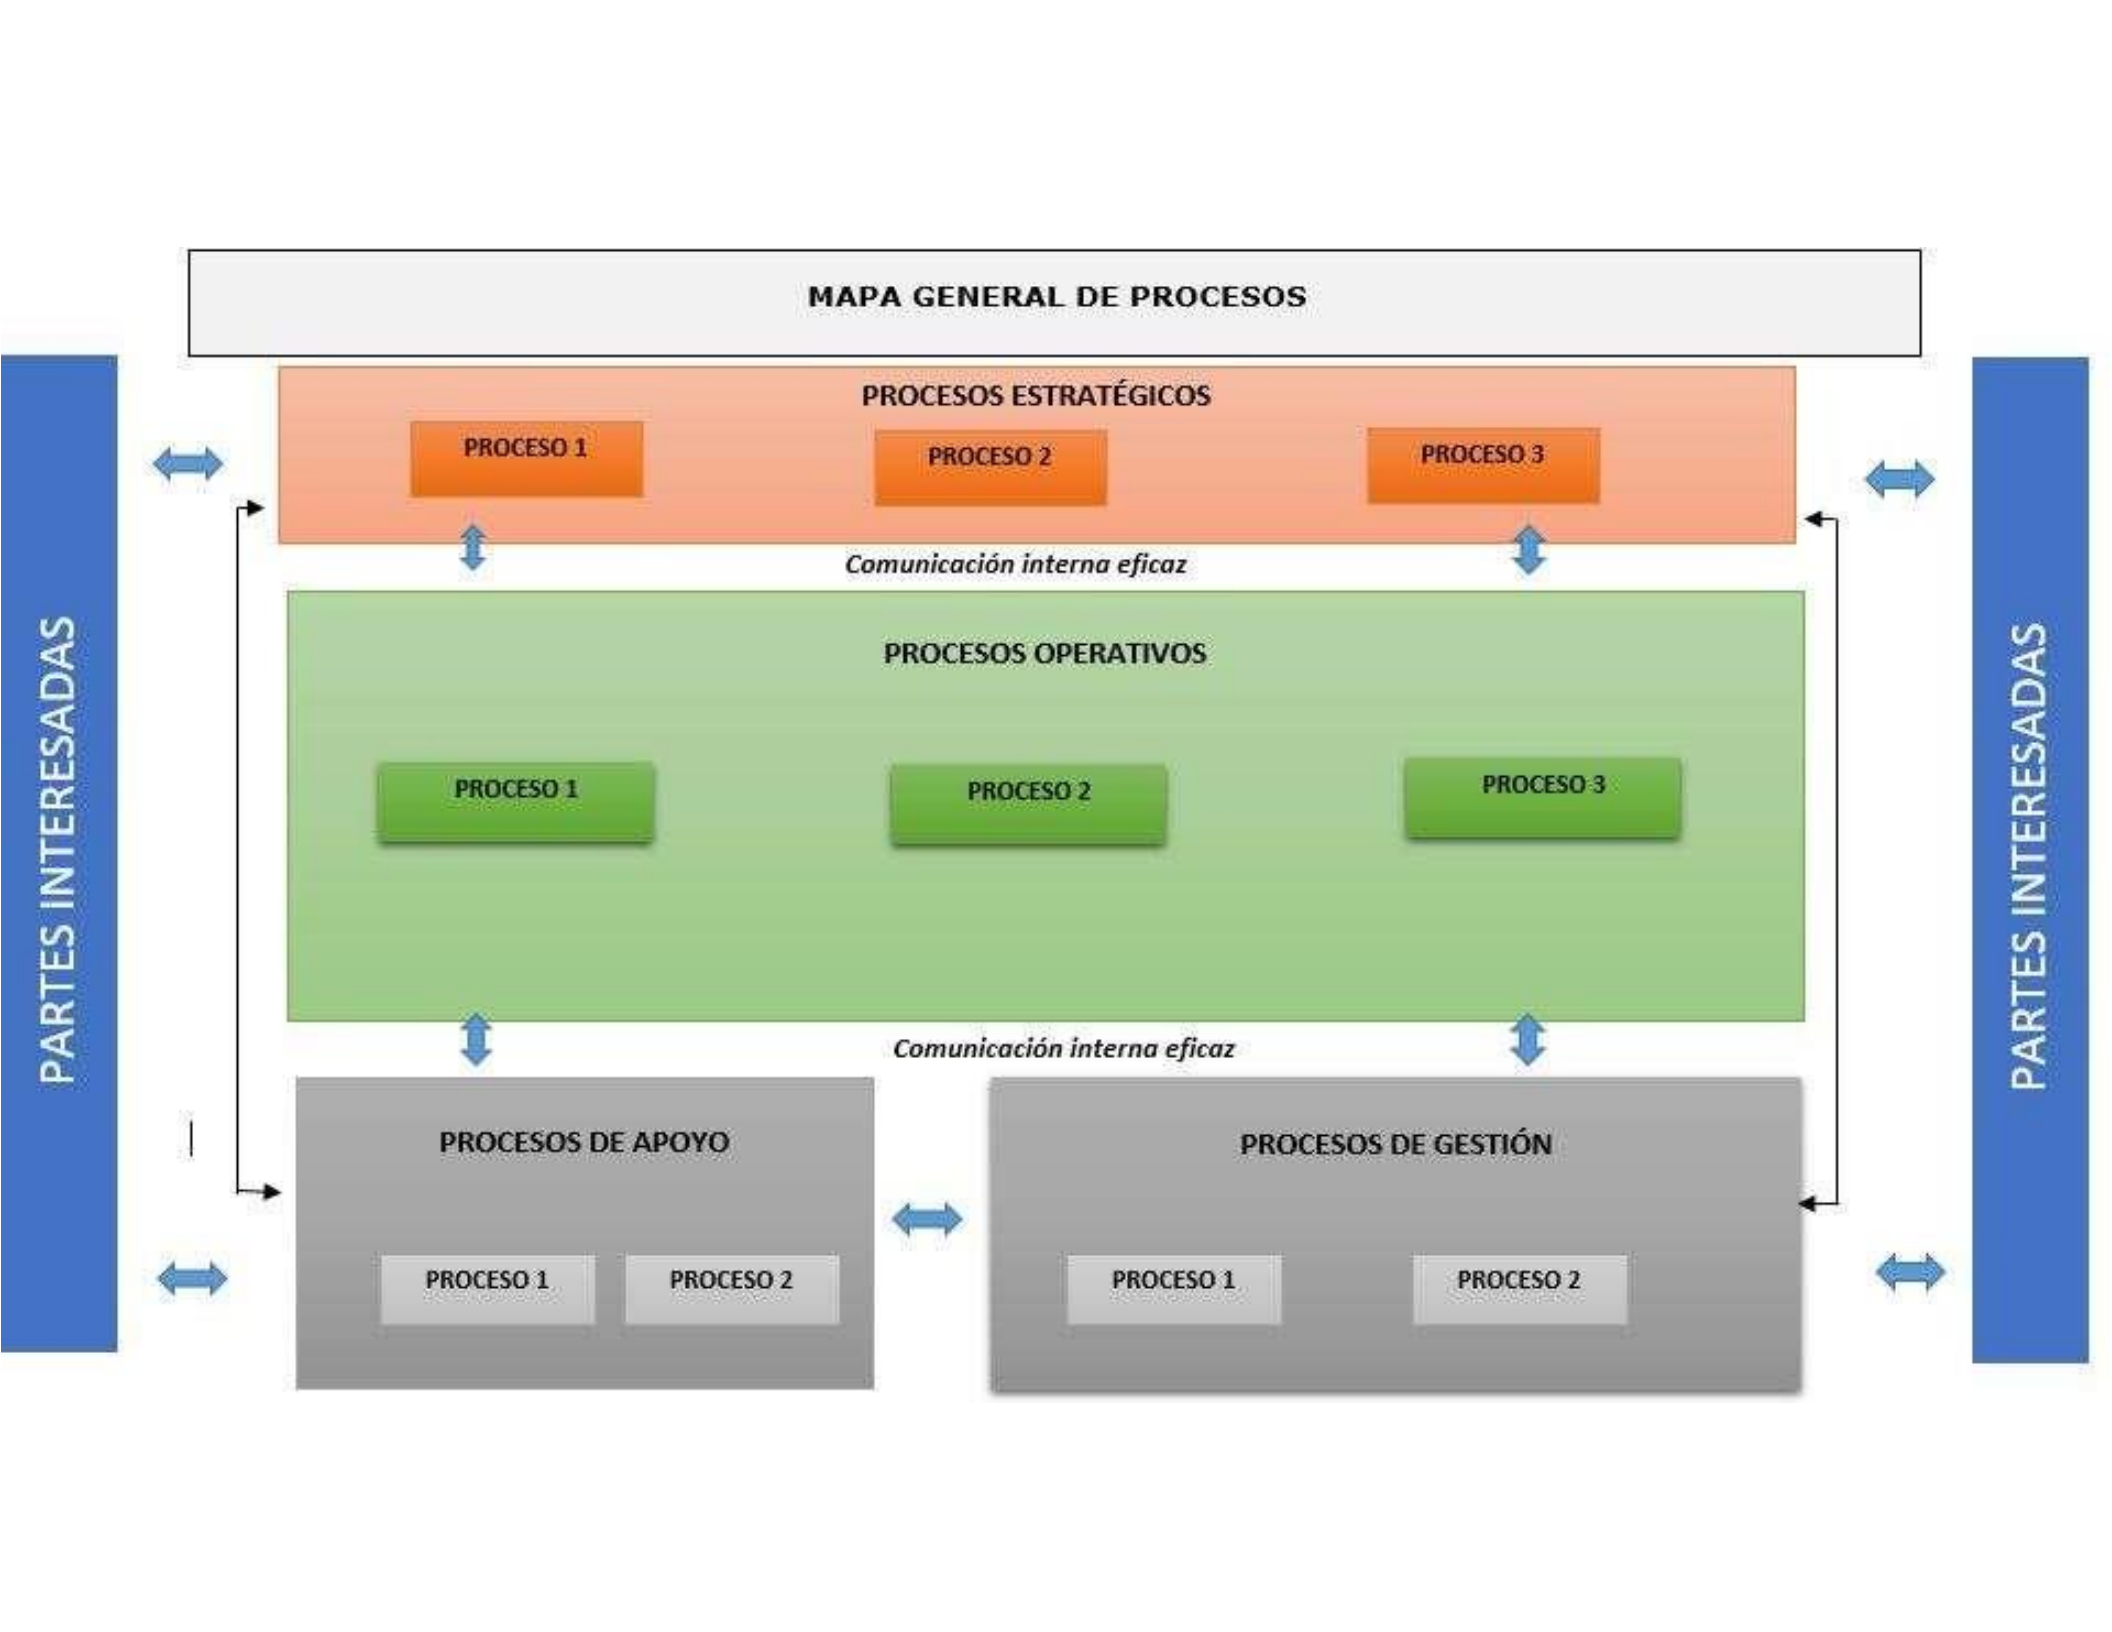 MAPA GENERAL DE PROCESOS
PROCESOS ESTRATÉGICOS
PROCESO 1
PROCESO 2
PROCESO 3
Comunicación interna eficaz
PROCESOS OPERATIVOS
PROCESO 1
PROCESO 2
PROCESO 3
Comunicación interna eficaz
PROCESOS DE APOYO
PROCESO 1
PROCESO 2
PROCESOS DE GESTIÓN
PROCESO 1
PROCESO 2
PARTES INTERESADAS
PARTES INTERESADAS